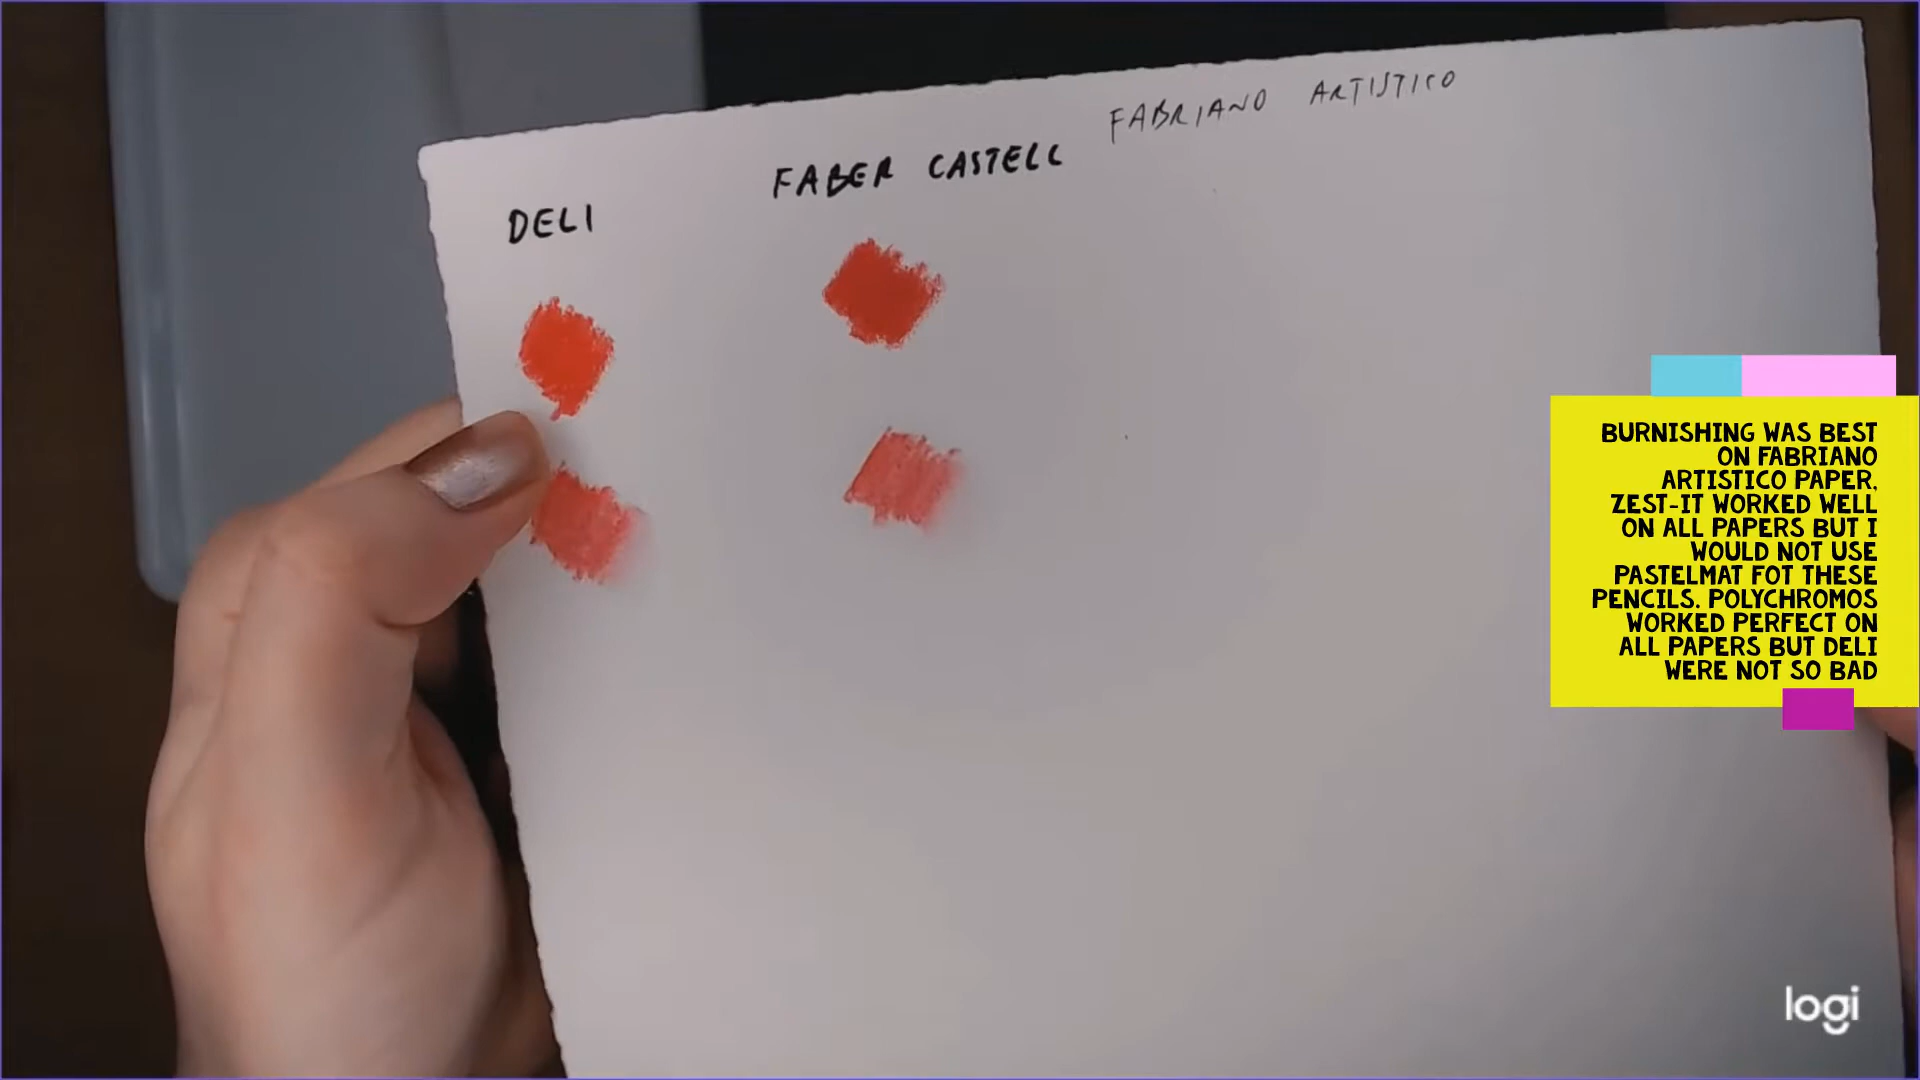 FABRIANO ARTISTICO
FABER CASTELL
DELI
BURNISHING WAS BEST
ON FABRIANO
ARTISTICO PAPER.
ZEST-IT WORKED WELL
ON ALL PAPERS BUT I
WOULD NOT USE
PASTELMAT FOT THESE
PENCILS. POLYCHROMOS
WORKED PERFECT ON
ALL PAPERS BUT DELI
WERE NOT SO BAD
logi